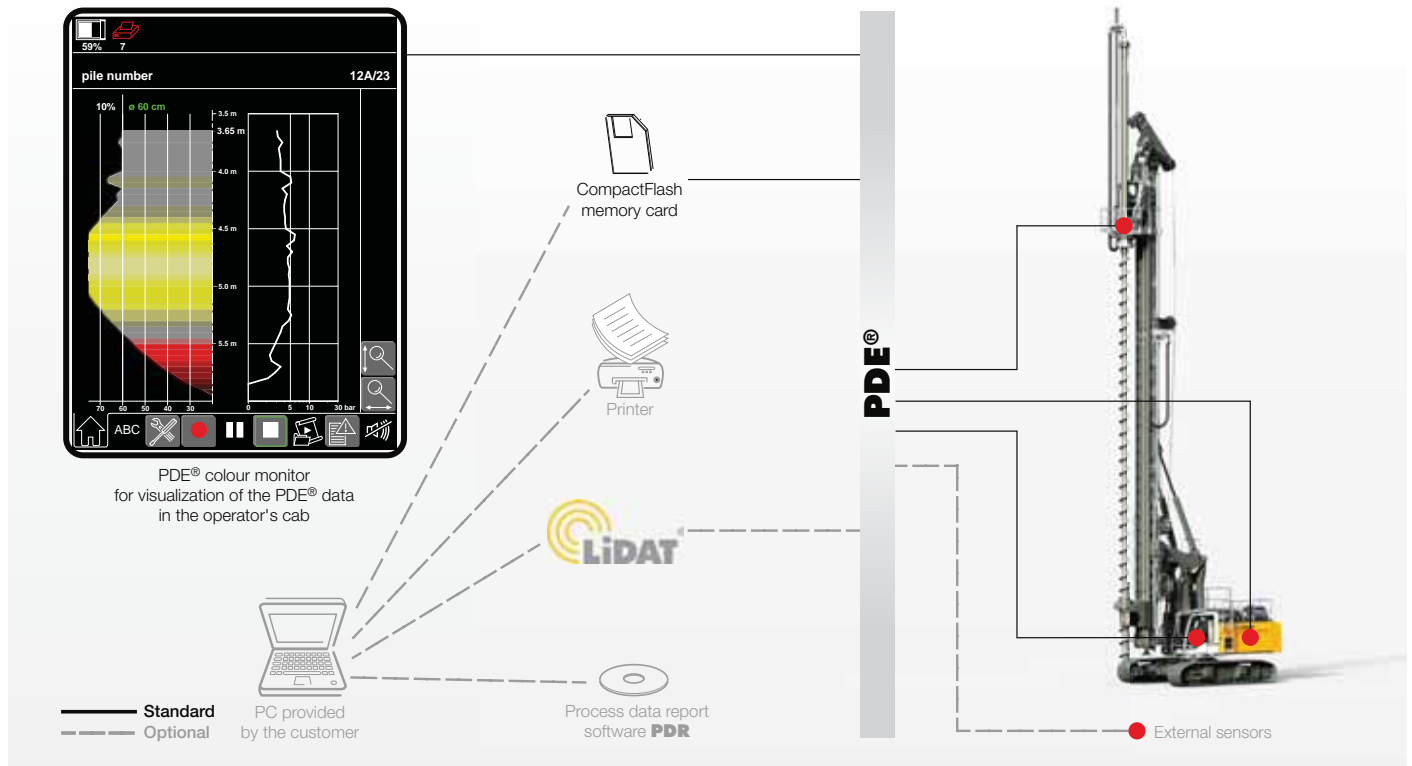 59%
7
pile number 12A/23
10% ø 60 cm
3.5 m
3.65 m
4.0 m
4.5 m
5.0 m
5.5 m
70 60 50 40 30
0 5 10 30 bar
ABC
PDE® colour monitor
for visualization of the PDE® data
in the operator's cab
CompactFlash
memory card
Printer
LiDAT®
PC provided
by the customer
Process data report
software PDR
Standard
Optional
PDE®
External sensors